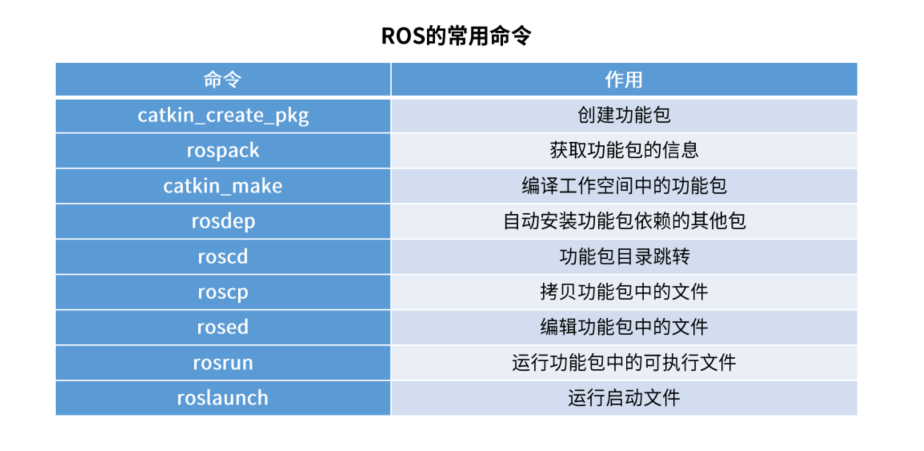 ROS的常用命令
命令 作用
catkin_create_pkg 创建功能包
rospack 获取功能包的信息
catkin_make 编译工作空间中的功能包
rosdep 自动安装功能包依赖的其他包
roscd 功能包目录跳转
roscp 拷贝功能包中的文件
rosed 编辑功能包中的文件
rosrun 运行功能包中的可执行文件
roslaunch 运行启动文件